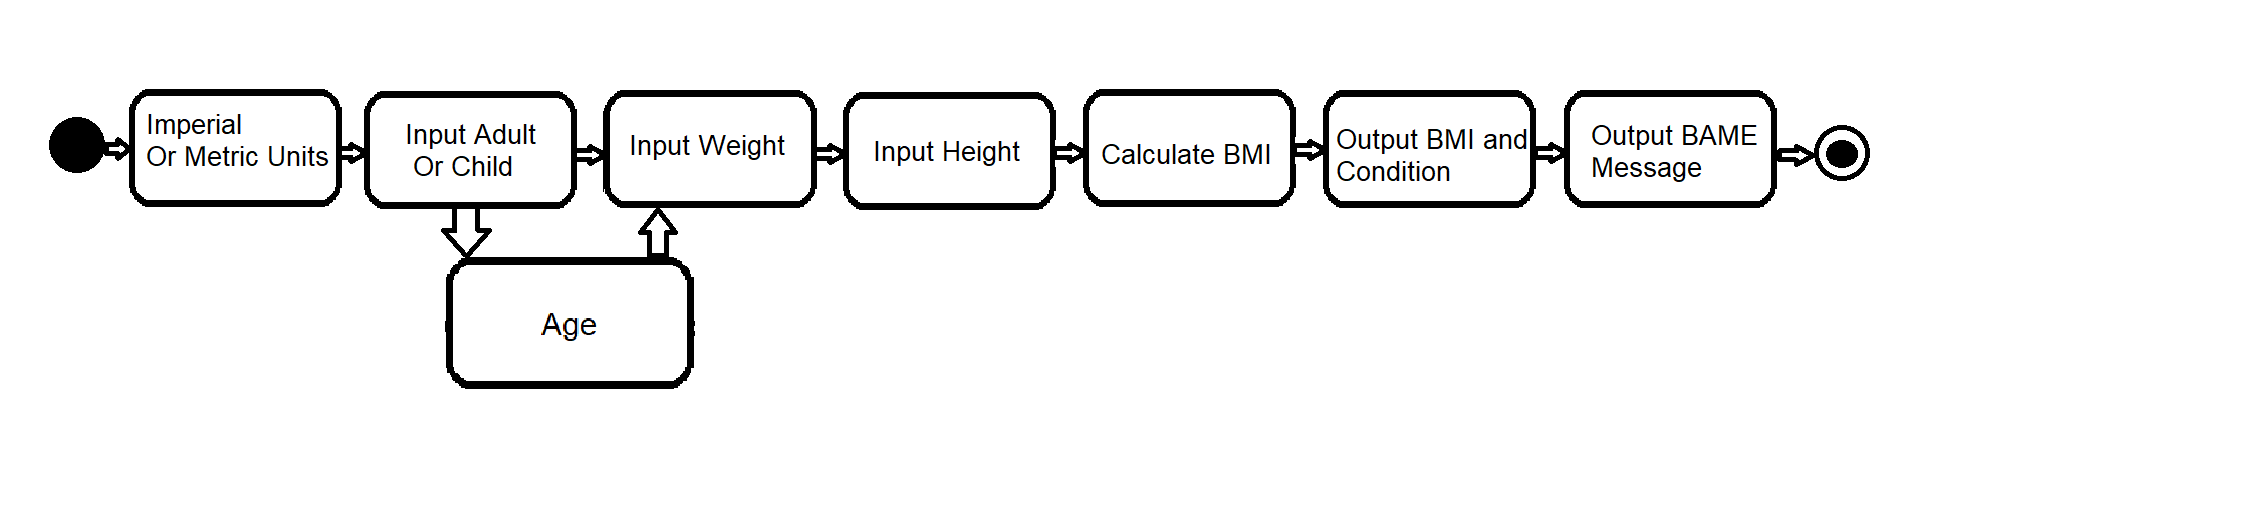 Imperial
Or Metric Units
Input Adult
Or Child
Input Weight
Input Height
Calculate BMI
Output BMI and
Condition
Output BAME
Message
Age